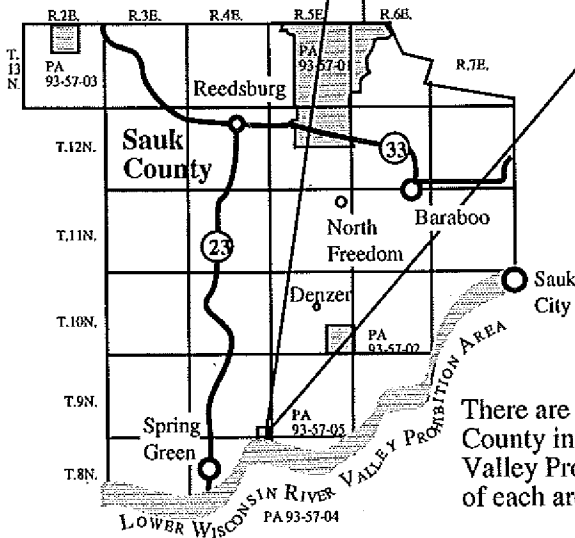 R.2E. R.3E. R.4E. R.5E. R.6E.
T.
13
N.
PA
93-57-03
PA
93-57-01
R.7E.
Reedsburg
T.12N.
Sauk
County
33
Baraboo
T.11N.
North
Freedom
23
Sauk
City
Denzer
T.10N.
PA
93-57-02
T.9N.
PA
93-57-05
Spring
Green
T.8N.
LOWER WISCONSIN RIVER VALLEY PROHIBITION AREA
PA 93-57-04
There are
County in
Valley Pr
of each ar